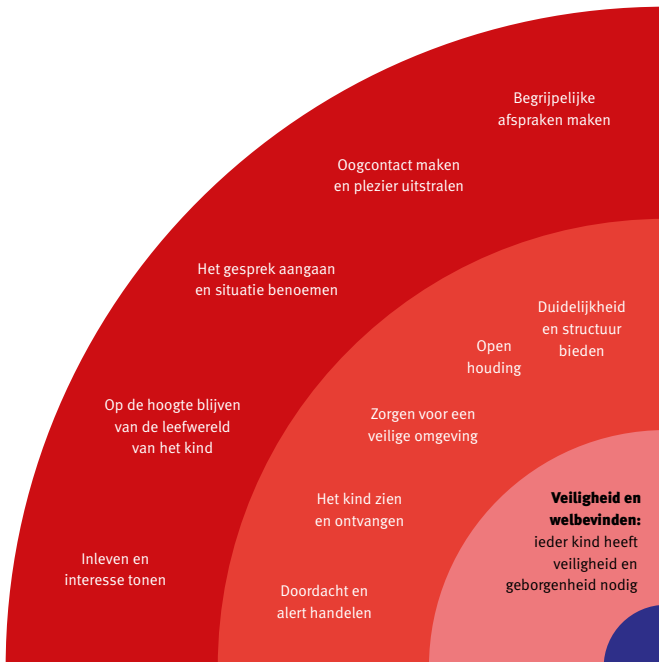 Begrijpelijke
afspraken maken
Oogcontact maken
en plezier uitstralen
Het gesprek aangaan
en situatie benoemen
Op de hoogte blijven
van de leefwereld
van het kind
Inleven en
interesse tonen
Duidelijkheid
en structuur
bieden
Open
houding
Zorgen voor een
veilige omgeving
Het kind zien
en ontvangen
Doordacht en
alert handelen
Veiligheid en
welbevinden:
ieder kind heeft
veiligheid en
geborgenheid nodig